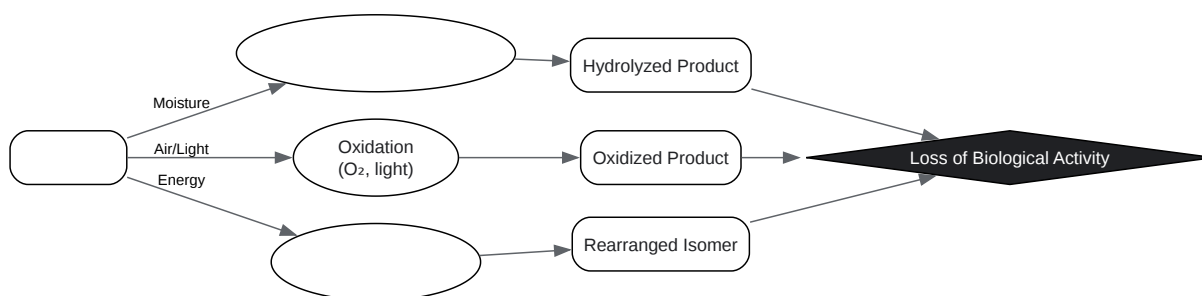 Moisture
Hydrolyzed Product
Air/Light
Oxidation
(O₂, light)
Oxidized Product
Loss of Biological Activity
Energy
Rearranged Isomer